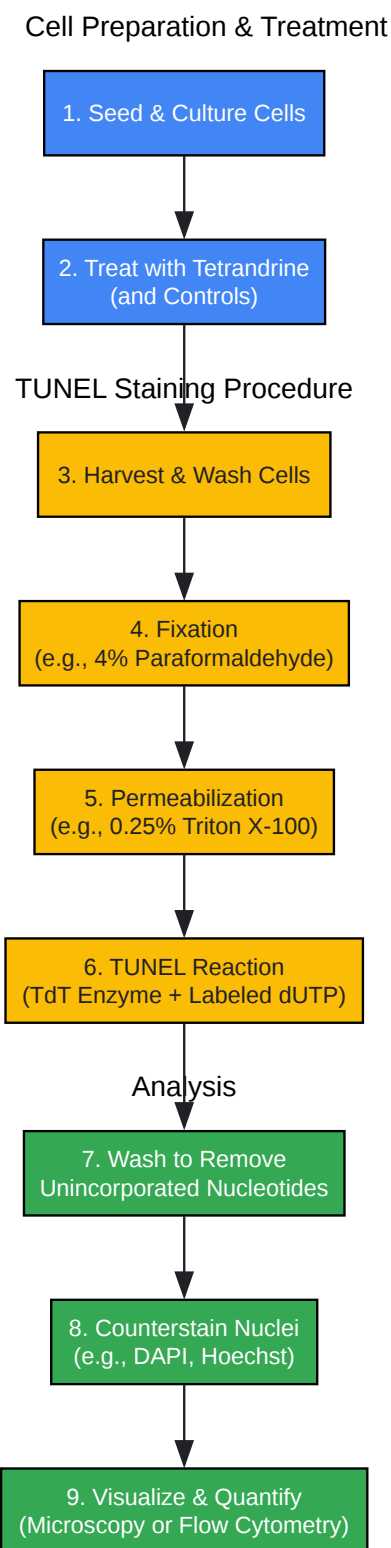 Cell Preparation & Treatment
1. Seed & Culture Cells
2. Treat with Tetrandrine
(and Controls)
TUNEL Staining Procedure
3. Harvest & Wash Cells
4. Fixation
(e.g., 4% Paraformaldehyde)
5. Permeabilization
(e.g., 0.25% Triton X-100)
6. TUNEL Reaction
(TdT Enzyme + Labeled dUTP)
Analysis
7. Wash to Remove
Unincorporated Nucleotides
8. Counterstain Nuclei
(e.g., DAPI, Hoechst)
9. Visualize & Quantify
(Microscopy or Flow Cytometry)